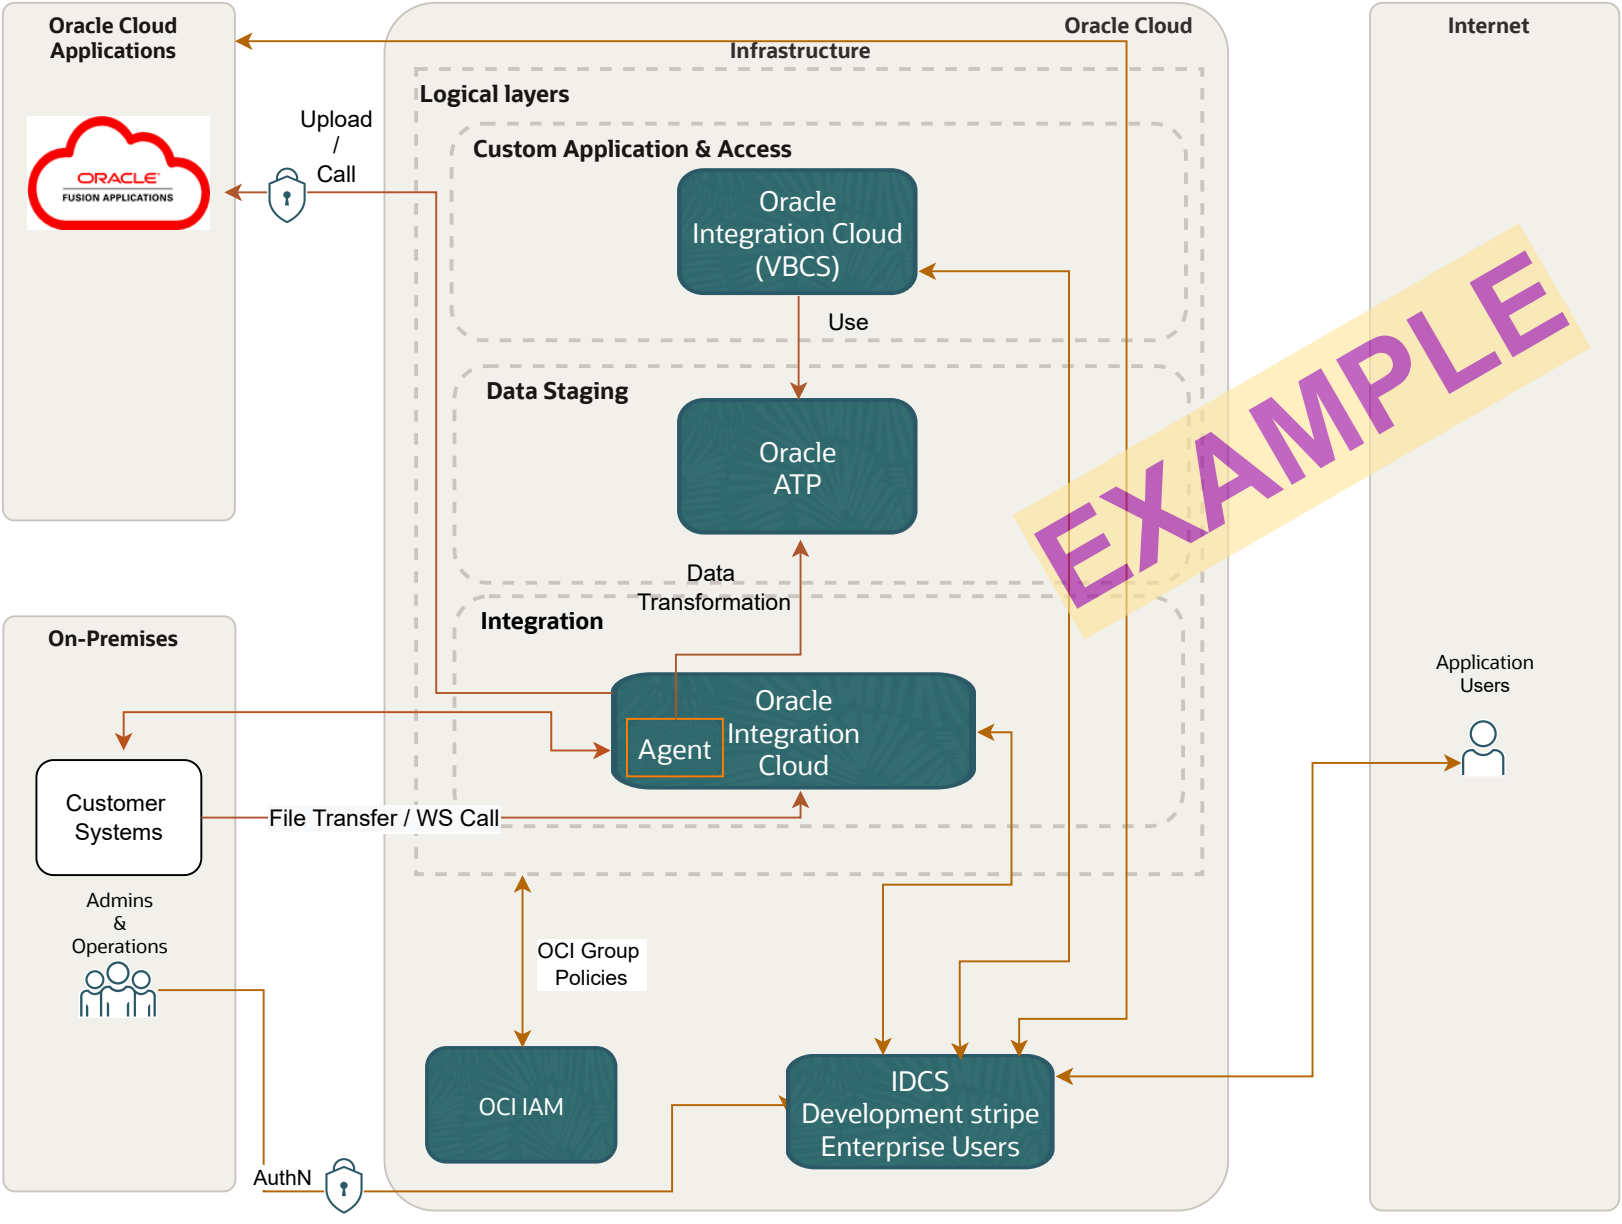 Oracle Cloud
Applications
ORACLE
FUSION APPLICATIONS
Upload
/
Call
Oracle Cloud
Infrastructure
Logical layers
Custom Application & Access
Oracle
Integration Cloud
(VBCS)
Use
Data Staging
Oracle
ATP
Data
Transformation
Integration
Oracle
Integration
Cloud
Agent
Internet
EXAMPLE
Application
Users
On-Premises
Customer
Systems
File Transfer / WS Call
Admins
&
Operations
OCI Group
Policies
OCI IAM
IDCS
Development stripe
Enterprise Users
AuthN